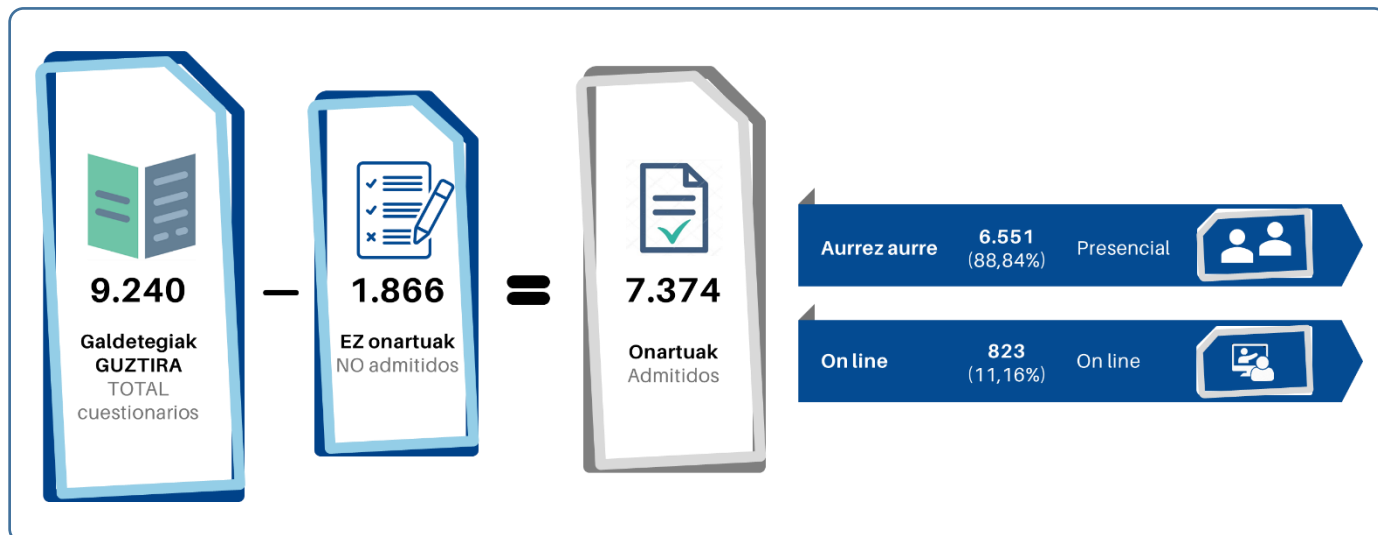 9.240
Galdetegiak
GUZTIRA
TOTAL
cuestionarios
–
1.866
EZ onartuak
NO admitidos
=
7.374
Onartuak
Admitidos
Aurrez aurre
6.551
(88,84%)
Presencial
On line
823
(11,16%)
On line